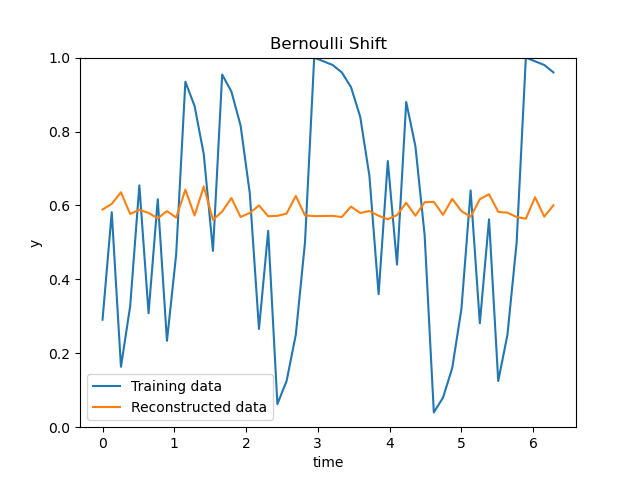 Bernoulli Shift
1.0
0.8
0.6
0.4
0.2
0.0
y
Training data
Reconstructed data
0 1 2 3 4 5 6
time